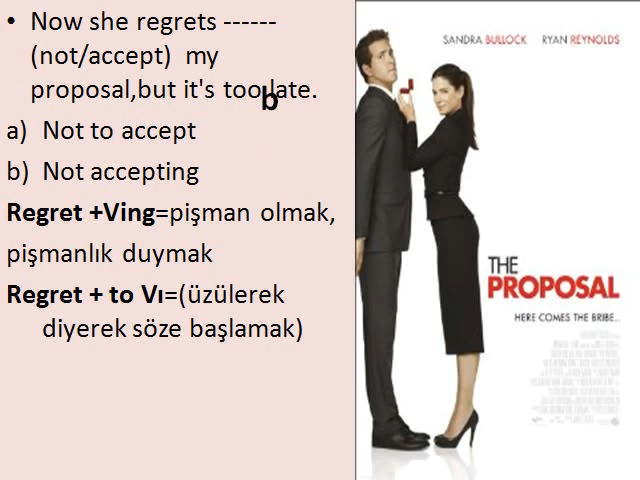 • Now she regrets ------
(not/accept) my
proposal,but it's too late.
b
a) Not to accept
b) Not accepting
Regret +Ving=pişman olmak,
pişmanlık duymak
Regret + to Vı=(üzülerek
diyerek söze başlamak)
SANDRA BULLOCK RYAN REYNOLDS
THE
PROPOSAL
HERE COMES THE BRIBE...